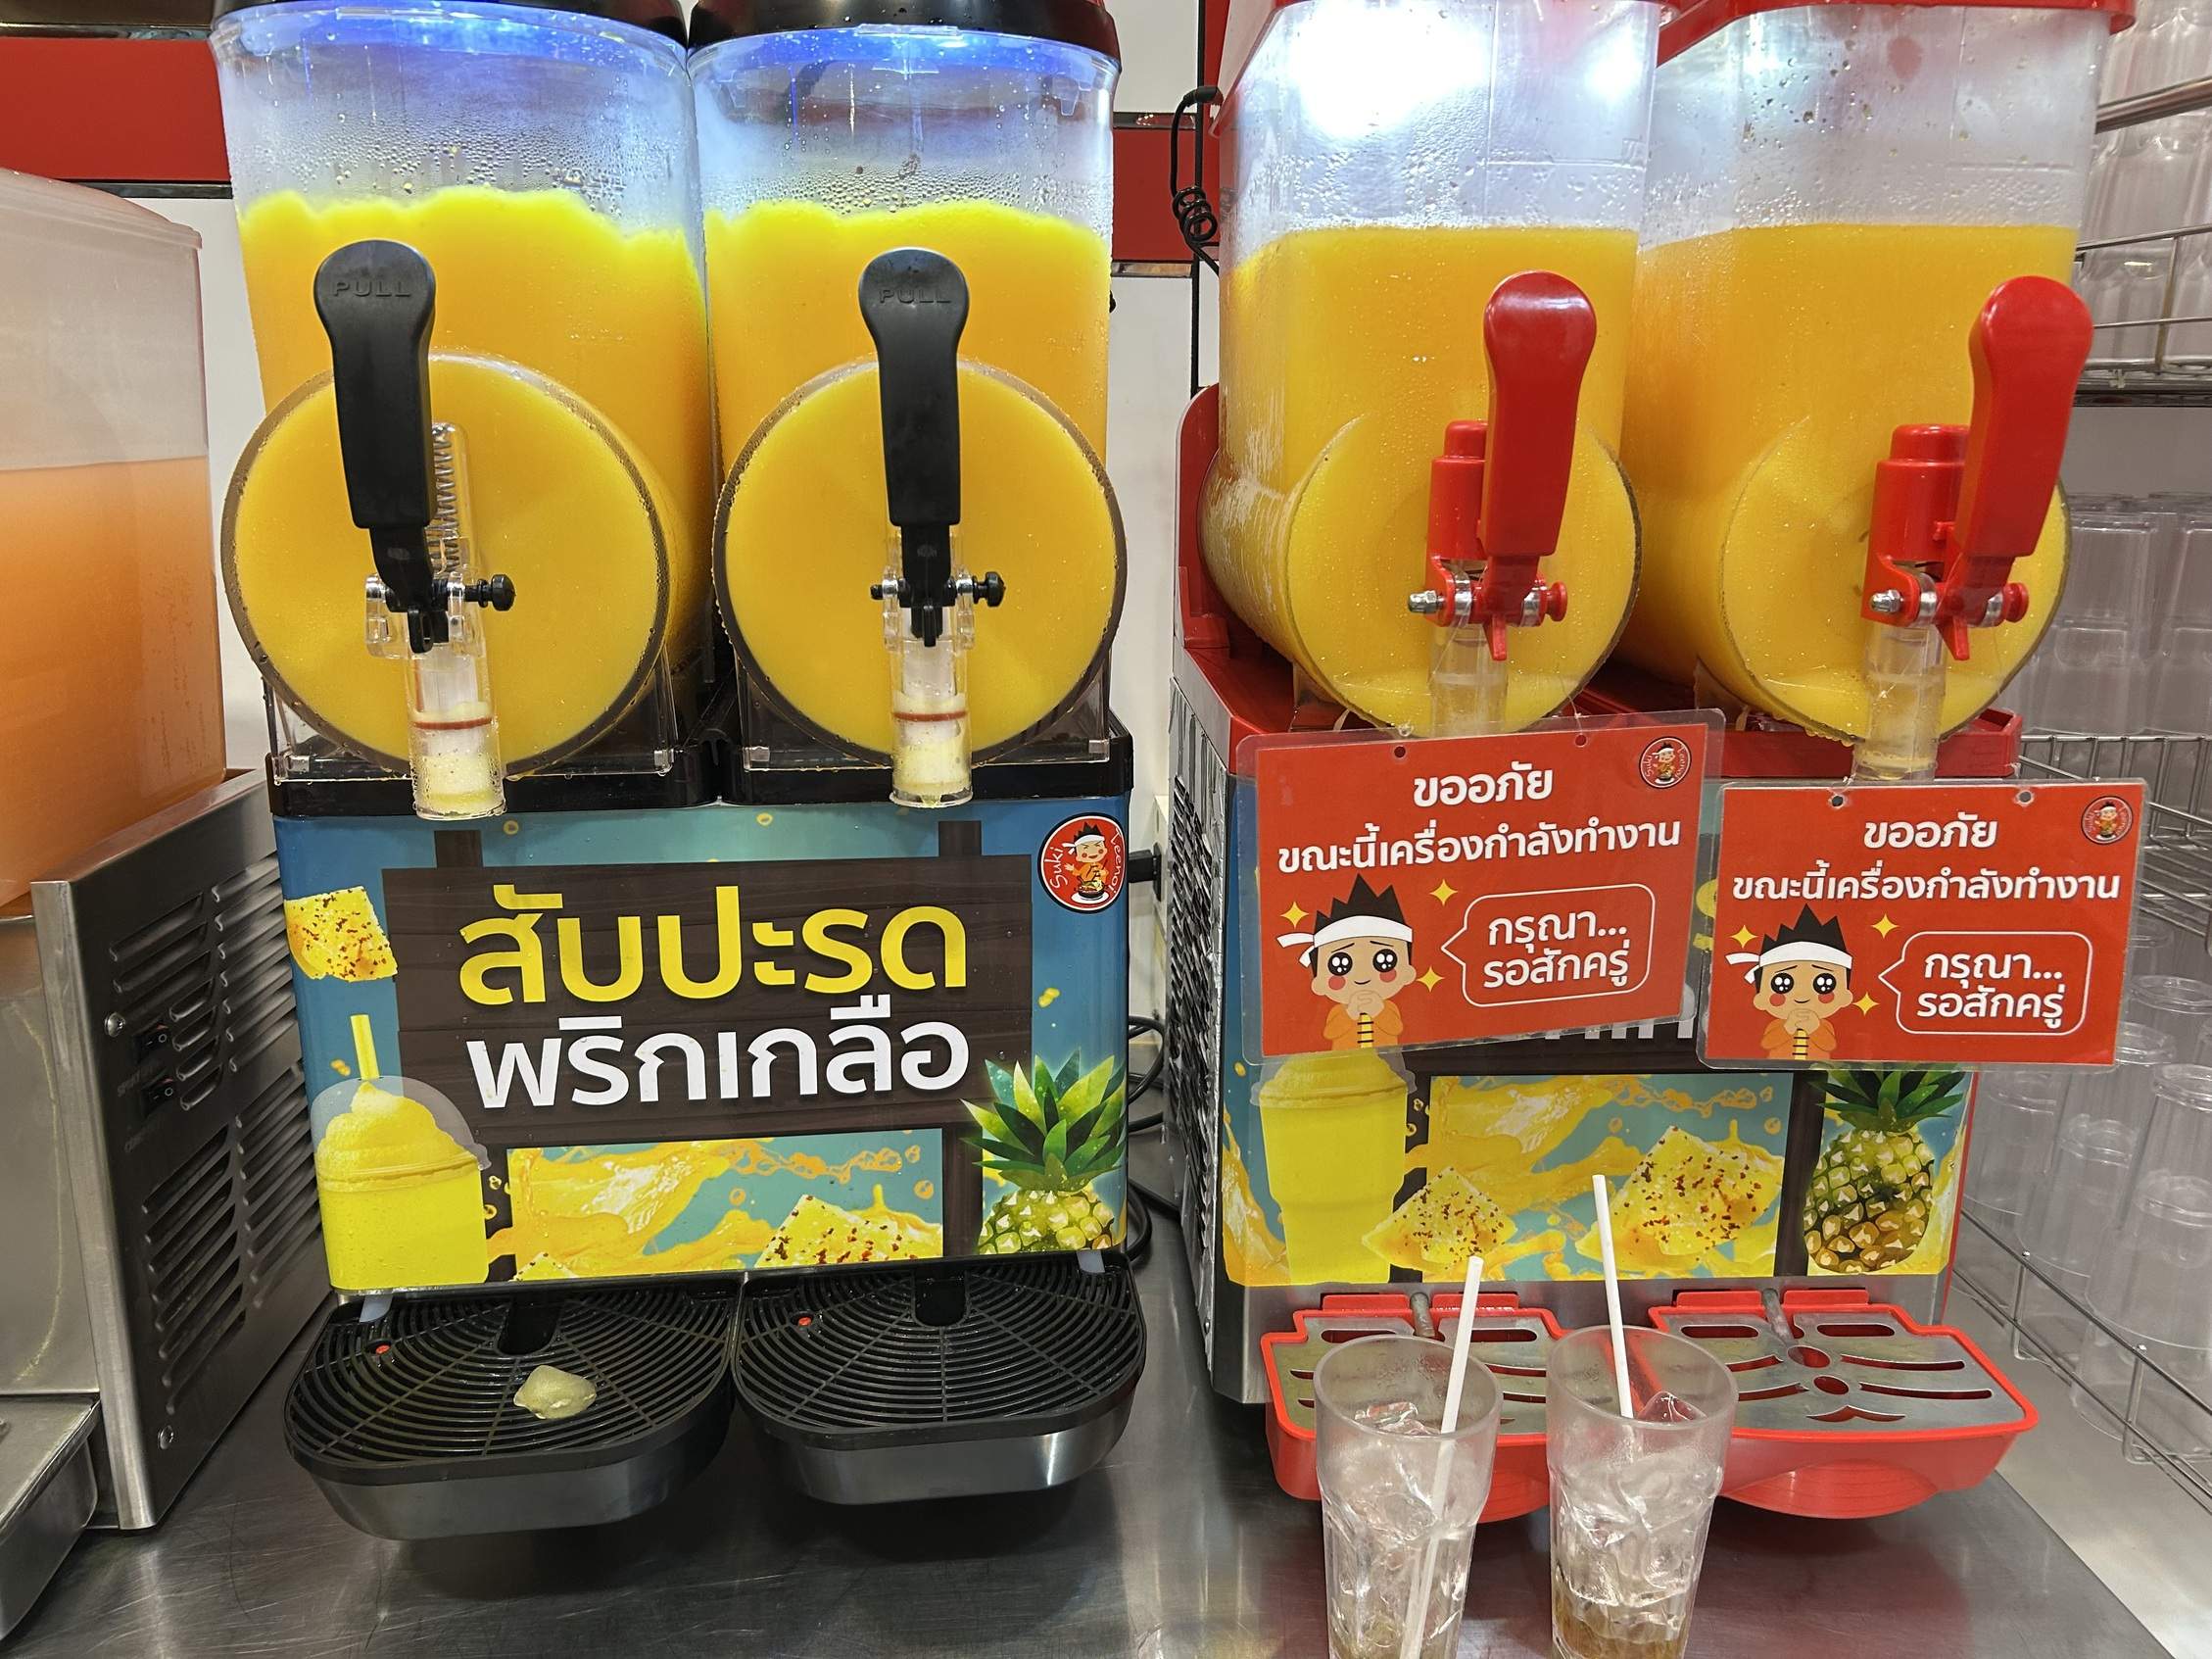 PULL
PULL
Suki Teenoi
สับปะรด
พริกเกลือ
ขออภัย
ขณะนี้เครื่องกำลังทำงาน
กรุณา...
รอสักครู่
ขออภัย
ขณะนี้เครื่องกำลังทำงาน
กรุณา...
รอสักครู่